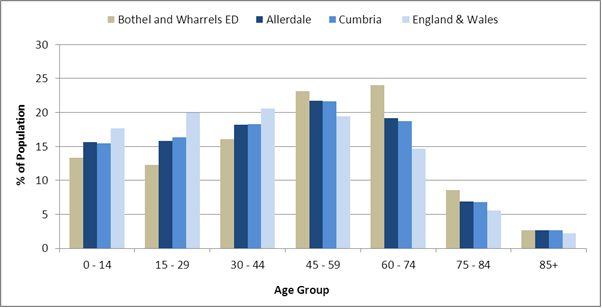 Bothel and Wharrels ED Allerdale Cumbria England & Wales
30
25
20
15
10
5
0
% of Population
0 - 14 15 - 29 30 - 44 45 - 59 60 - 74 75 - 84 85+
Age Group